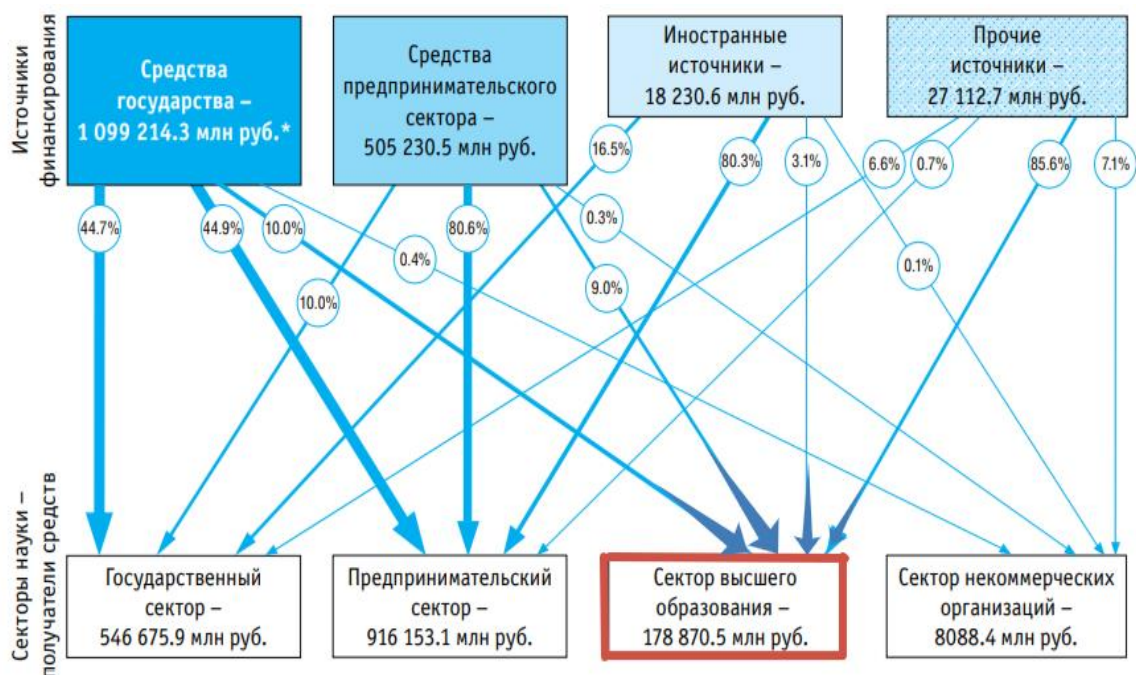 Источники
финансирования
Средства
государства –
1 099 214.3 млн руб.*
Средства
предпринимательского
сектора –
505 230.5 млн руб.
Иностранные
источники –
18 230.6 млн руб.
Прочие
источники –
27 112.7 млн руб.
16.5%
80.3%
3.1%
6.6%
0.7%
85.6%
7.1%
44.7%
44.9%
10.0%
80.6%
0.3%
0.4%
10.0%
9.0%
0.1%
Секторы науки –
получатели средств
Государственный
сектор –
546 675.9 млн руб.
Предпринимательский
сектор –
916 153.1 млн руб.
Сектор высшего
образования –
178 870.5 млн руб.
Сектор некоммерческих
организаций –
8088.4 млн руб.